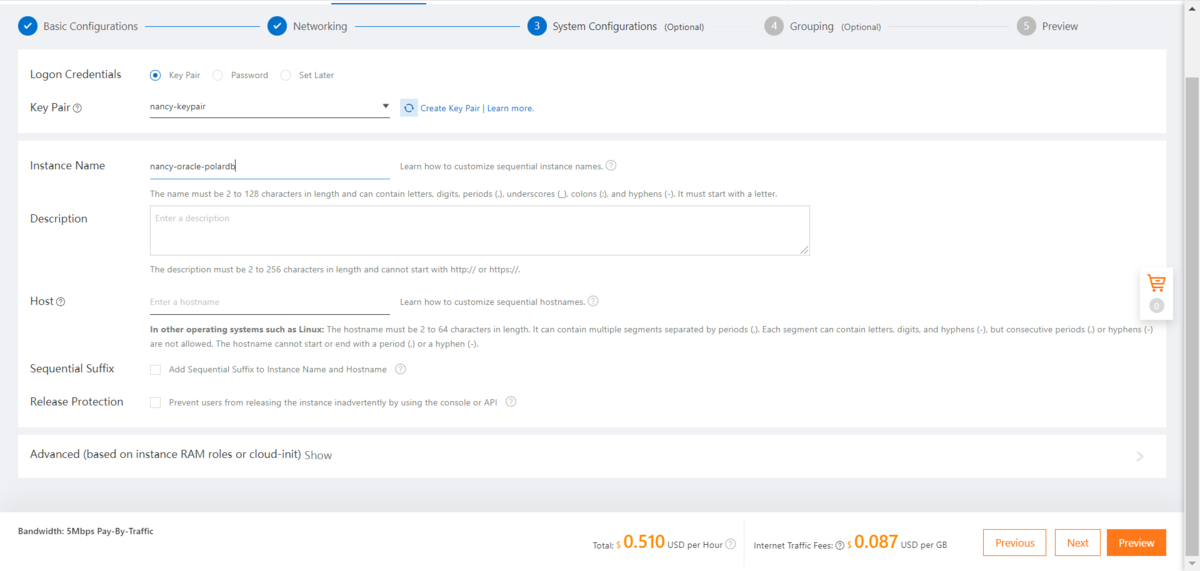 Basic Configurations
Networking
3 System Configurations (Optional)
4 Grouping (Optional)
5 Preview
Logon Credentials
Key Pair
Password
Set Later
Key Pair ?
nancy-keypair
Create Key Pair | Learn more.
Instance Name
nancy-oracle-polardb
Learn how to customize sequential instance names. ?
The name must be 2 to 128 characters in length and can contain letters, digits, periods (.), underscores (_), colons (:), and hyphens (-). It must start with a letter.
Description
Enter a description
The description must be 2 to 256 characters in length and cannot start with http:// or https://.
Host ?
Enter a hostname
Learn how to customize sequential hostnames. ?
In other operating systems such as Linux: The hostname must be 2 to 64 characters in length. It can contain multiple segments separated by periods (.). Each segment can contain letters, digits, and hyphens (-), but consecutive periods (.) or hyphens (-)
are not allowed. The hostname cannot start or end with a period (.) or a hyphen (-).
0
Sequential Suffix
Add Sequential Suffix to Instance Name and Hostname ?
Release Protection
Prevent users from releasing the instance inadvertently by using the console or API ?
Advanced (based on instance RAM roles or cloud-init) Show
Bandwidth: 5Mbps Pay-By-Traffic
Total: $ 0.510 USD per Hour ?
Internet Traffic Fees: ? $ 0.087 USD per GB
Previous
Next
Preview